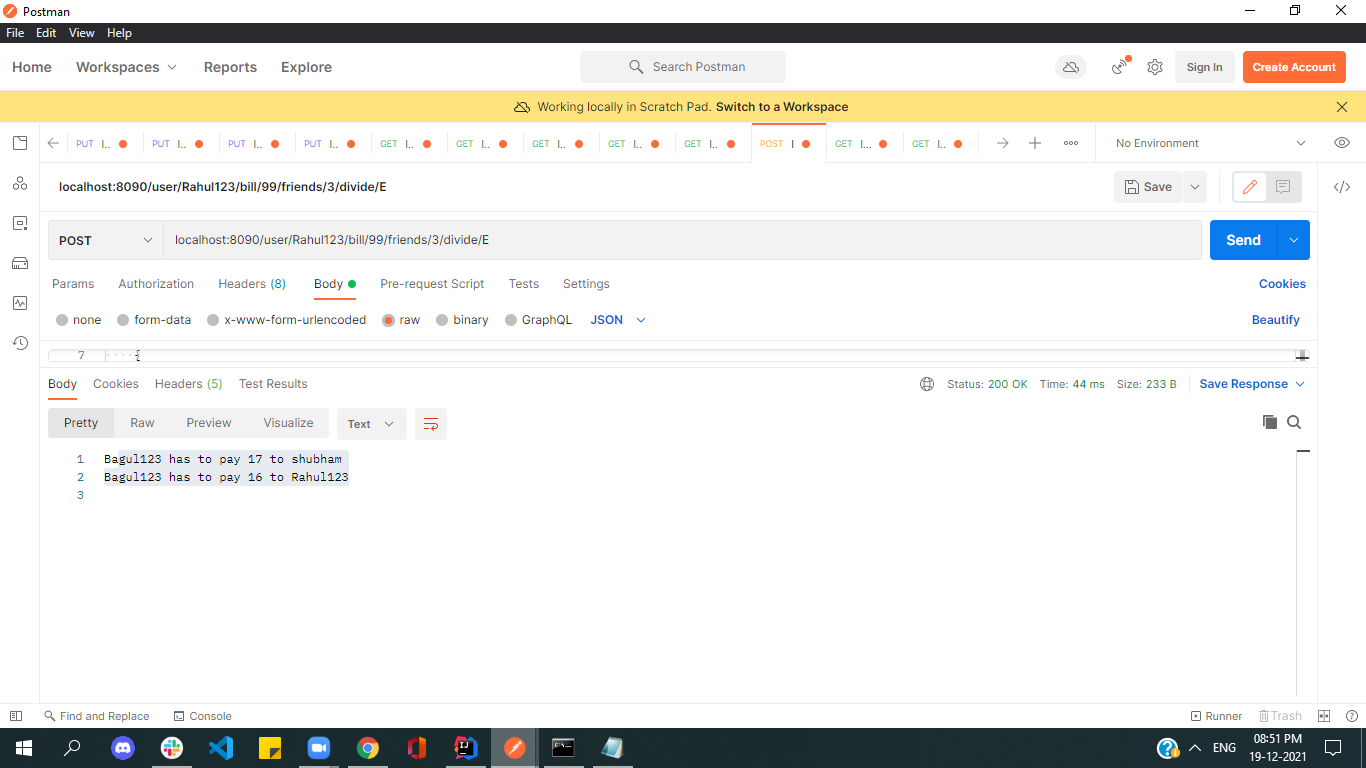 Postman
File Edit View Help
Home Workspaces Reports Explore Search Postman Sign In Create Account
Working locally in Scratch Pad. Switch to a Workspace
PUT l.. PUT l.. PUT l.. PUT l.. GET l.. GET l.. GET l.. GET l.. GET l.. POST l GET l... GET l.. No Environment
localhost:8090/user/Rahul123/bill/99/friends/3/divide/E Save
POST localhost:8090/user/Rahul123/bill/99/friends/3/divide/E Send
Params Authorization Headers (8) Body Pre-request Script Tests Settings Cookies
none form-data x-www-form-urlencoded raw binary GraphQL JSON Beautify
7 {
Body Cookies Headers (5) Test Results Status: 200 OK Time: 44 ms Size: 233 B Save Response
Pretty Raw Preview Visualize Text
1 Bagul123 has to pay 17 to shubham
2 Bagul123 has to pay 16 to Rahul123
3
Find and Replace Console Runner Trash
ENG 08:51 PM
19-12-2021